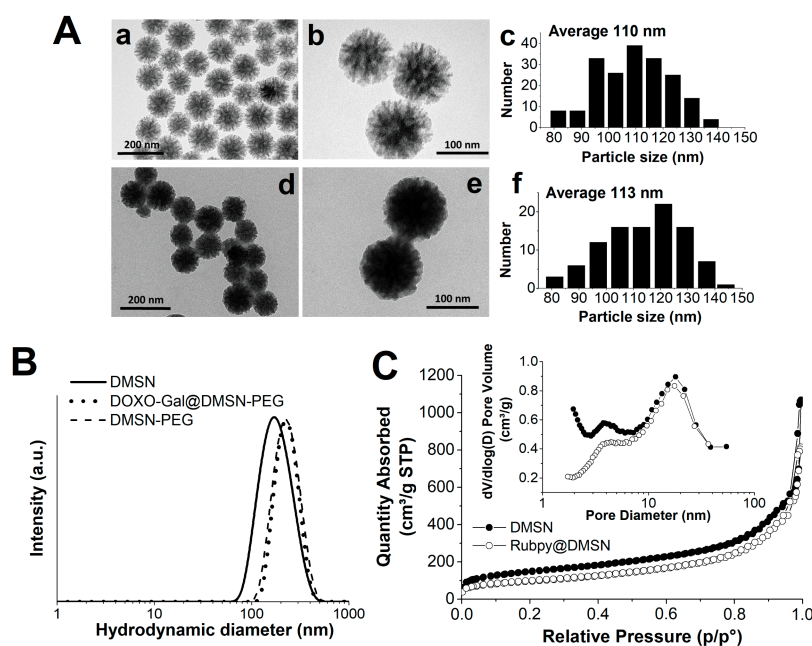 A
a
200 nm
b
100 nm
c
Average 110 nm
40
30
20
10
0
Number
80 90 100 110 120 130 140 150
Particle size (nm)
d
200 nm
e
100 nm
f
Average 113 nm
20
10
0
Number
80 90 100 110 120 130 140 150
Particle size (nm)
B
DMSN
DOXO-Gal@DMSN-PEG
DMSN-PEG
Intensity (a.u.)
1 10 100 1000
Hydrodynamic diameter (nm)
C
1200
1000
800
600
400
200
0
Quantity Absorbed
(cm³/g STP)
0.0 0.2 0.4 0.6 0.8 1.0
Relative Pressure (p/p°)
DMSN
Rubpy@DMSN
1.0
0.8
0.6
0.4
0.2
dV/dlog(D) Pore Volume
(cm³/g)
1 10 100
Pore Diameter (nm)